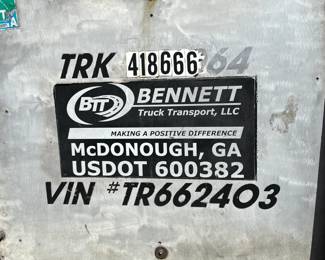 TRK 418666 64
BTT BENNETT
Truck Transport, LLC
MAKING A POSITIVE DIFFERENCE
McDONOUGH, GA
USDOT 600382
VIN #TR662403